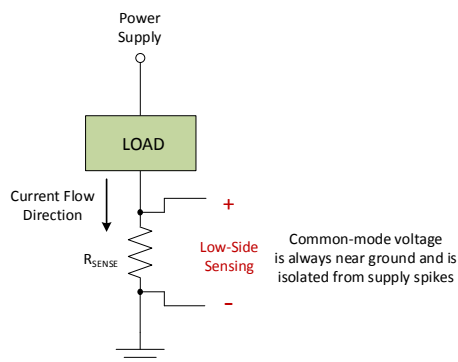 Power
Supply
LOAD
Current Flow
Direction
+
R_SENSE
Low-Side
Sensing
Common-mode voltage
is always near ground and is
isolated from supply spikes
-